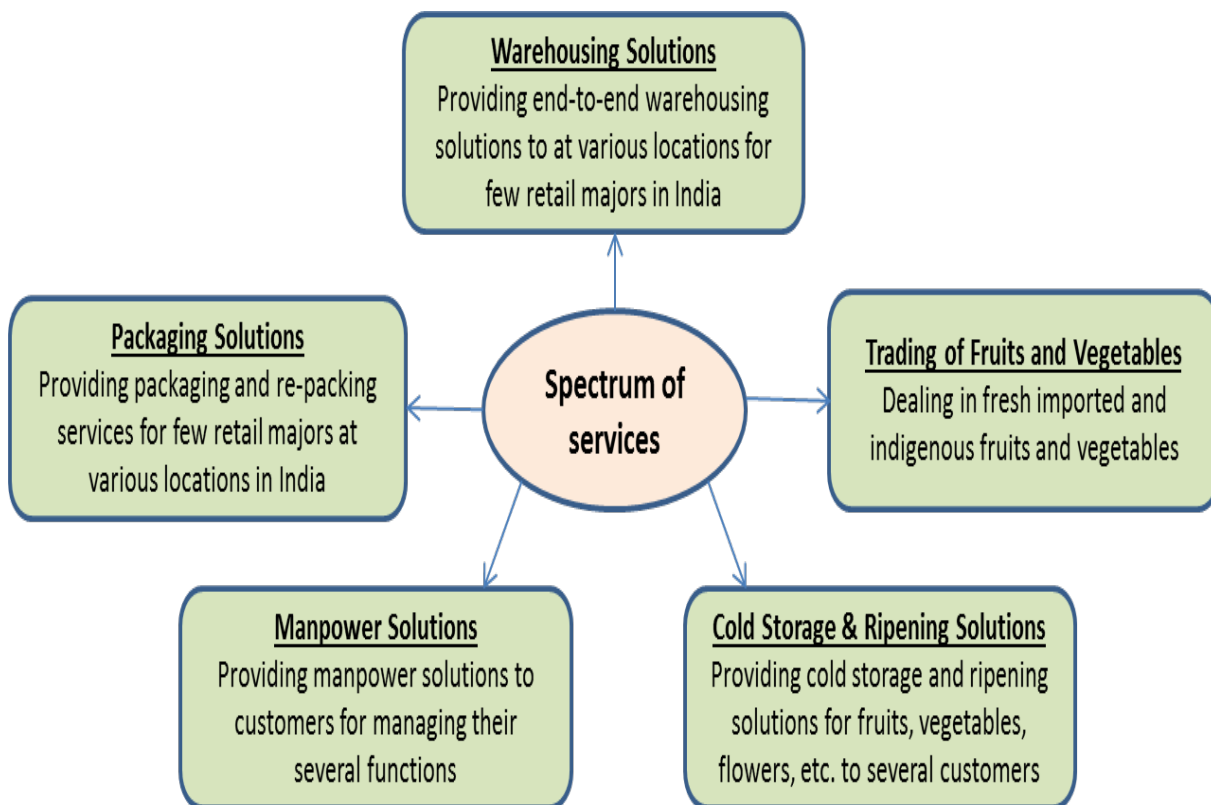 Warehousing Solutions
Providing end-to-end warehousing
solutions to at various locations for
few retail majors in India
Packaging Solutions
Providing packaging and re-packing
services for few retail majors at
various locations in India
Spectrum of
services
Trading of Fruits and Vegetables
Dealing in fresh imported and
indigenous fruits and vegetables
Manpower Solutions
Providing manpower solutions to
customers for managing their
several functions
Cold Storage & Ripening Solutions
Providing cold storage and ripening
solutions for fruits, vegetables,
flowers, etc. to several customers